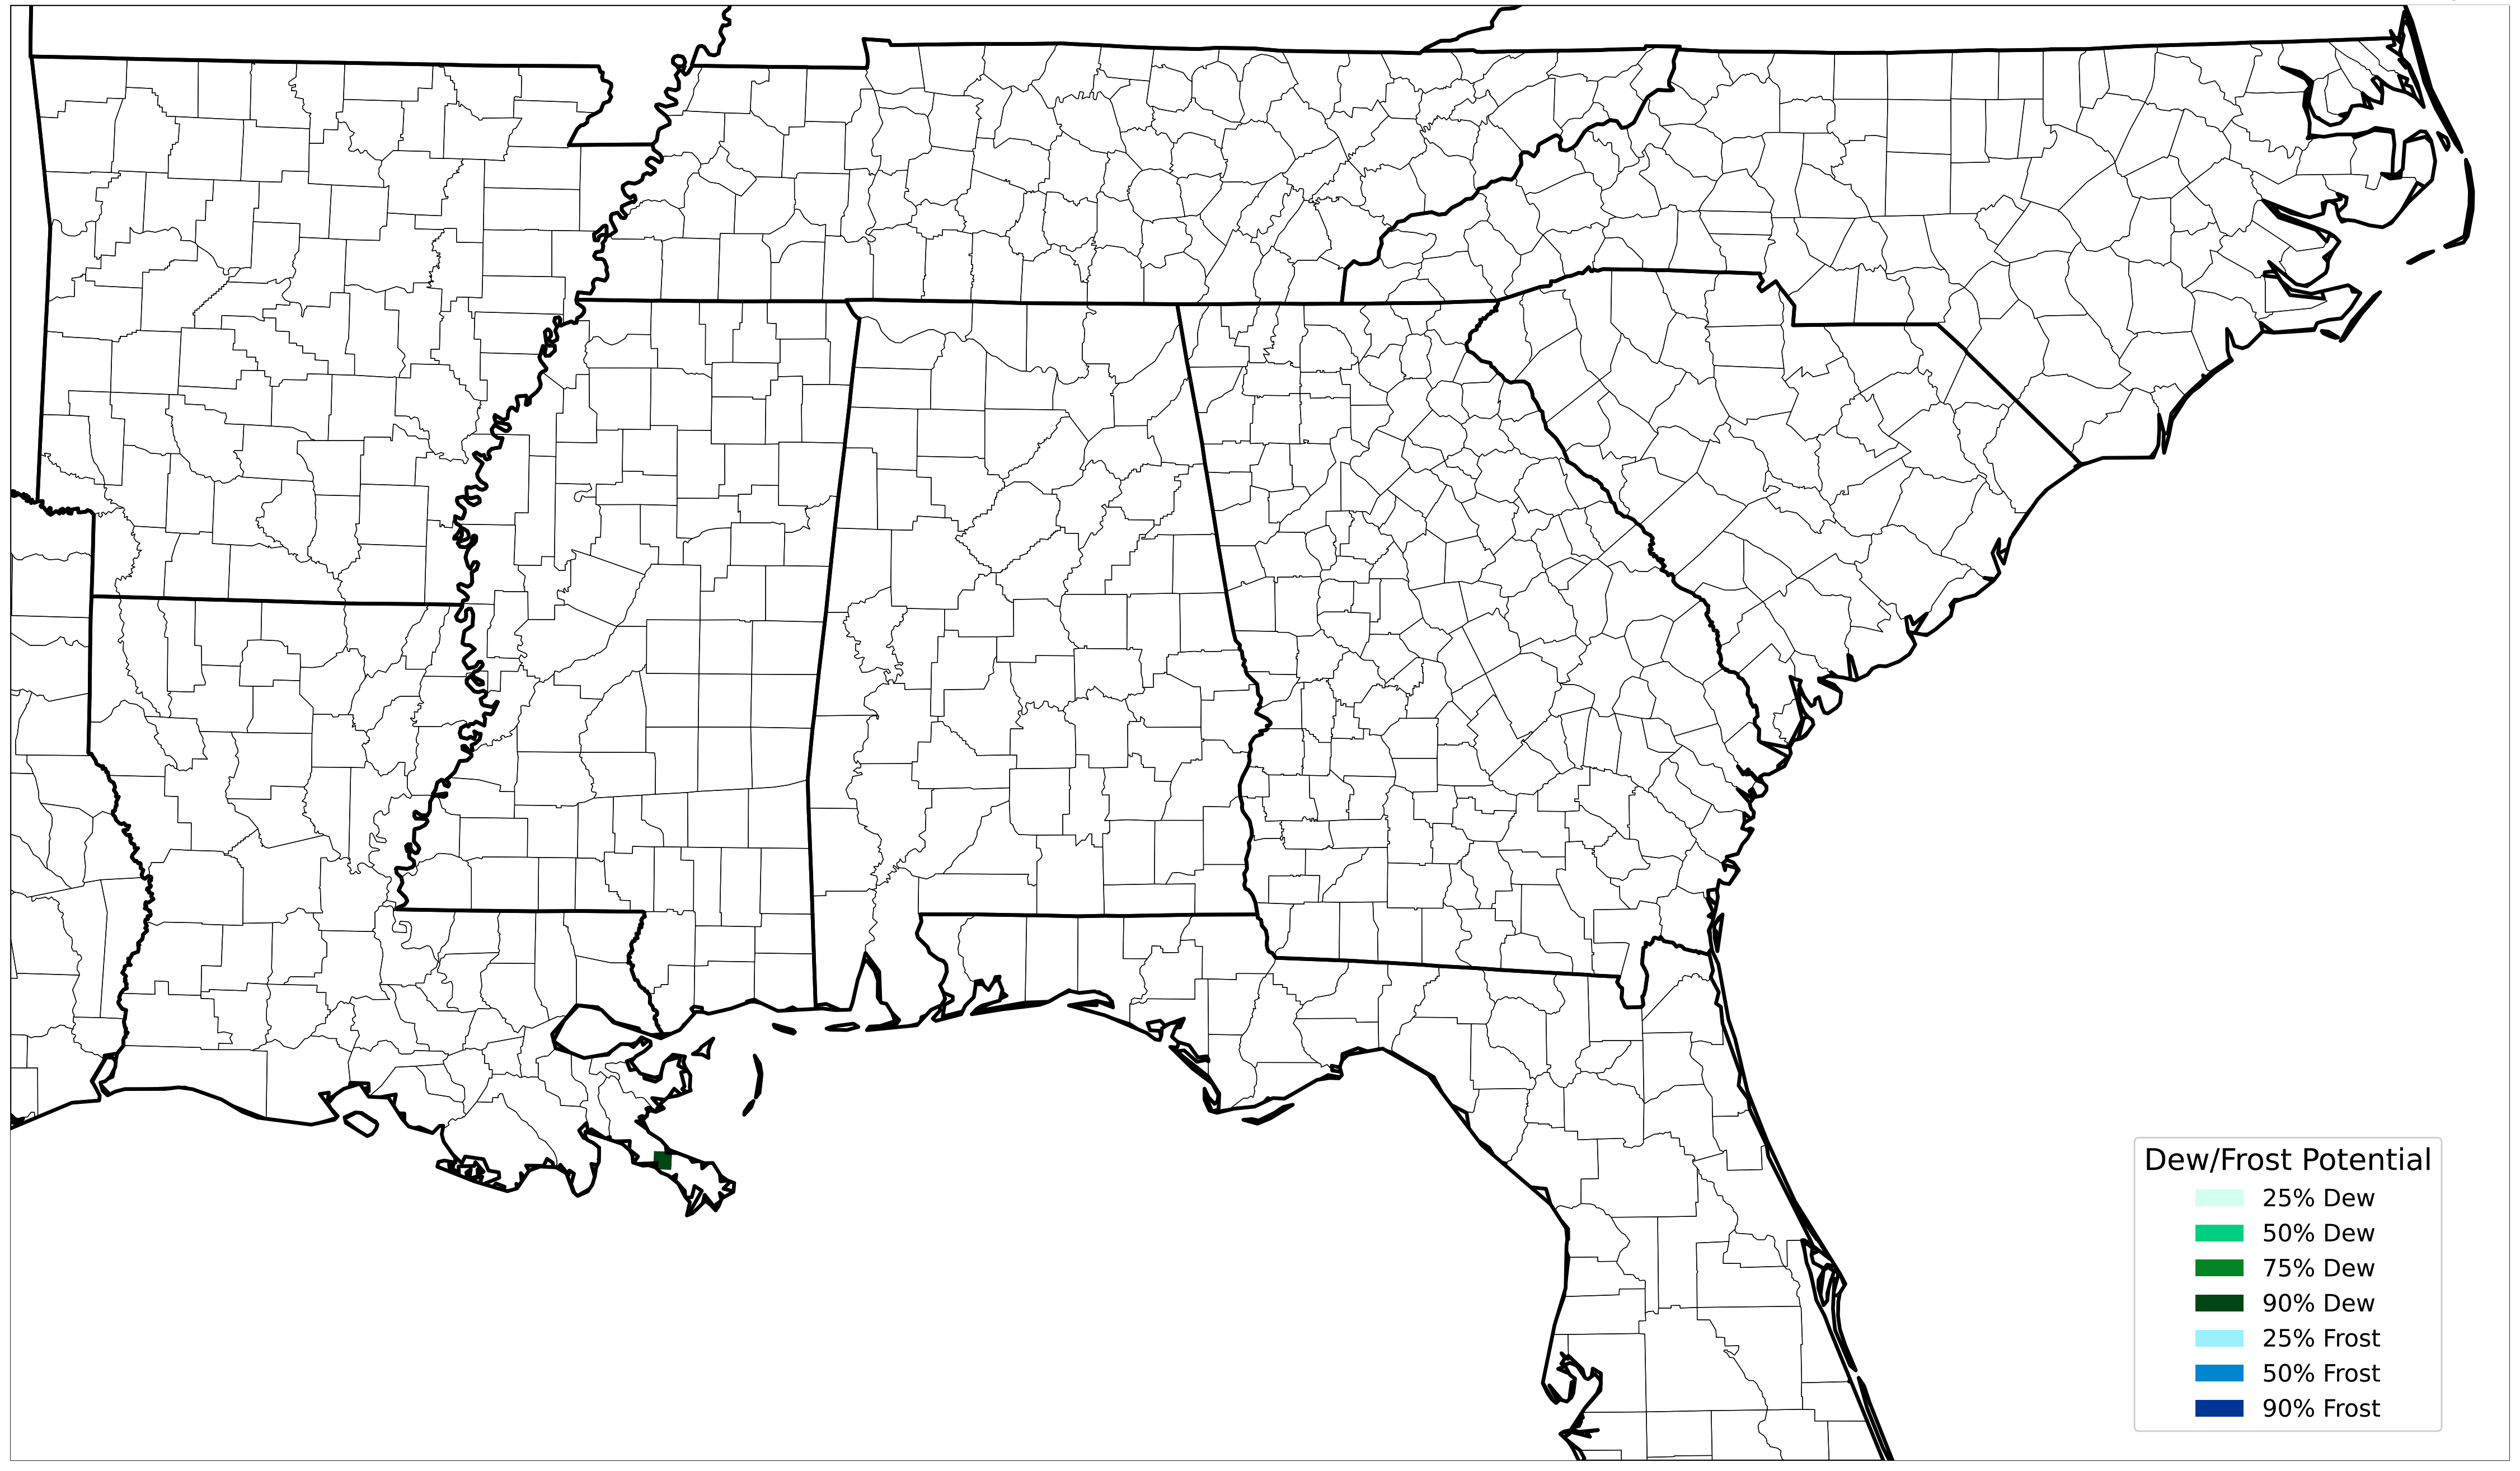 Dew/Frost Potential
25% Dew
50% Dew
75% Dew
90% Dew
25% Frost
50% Frost
90% Frost